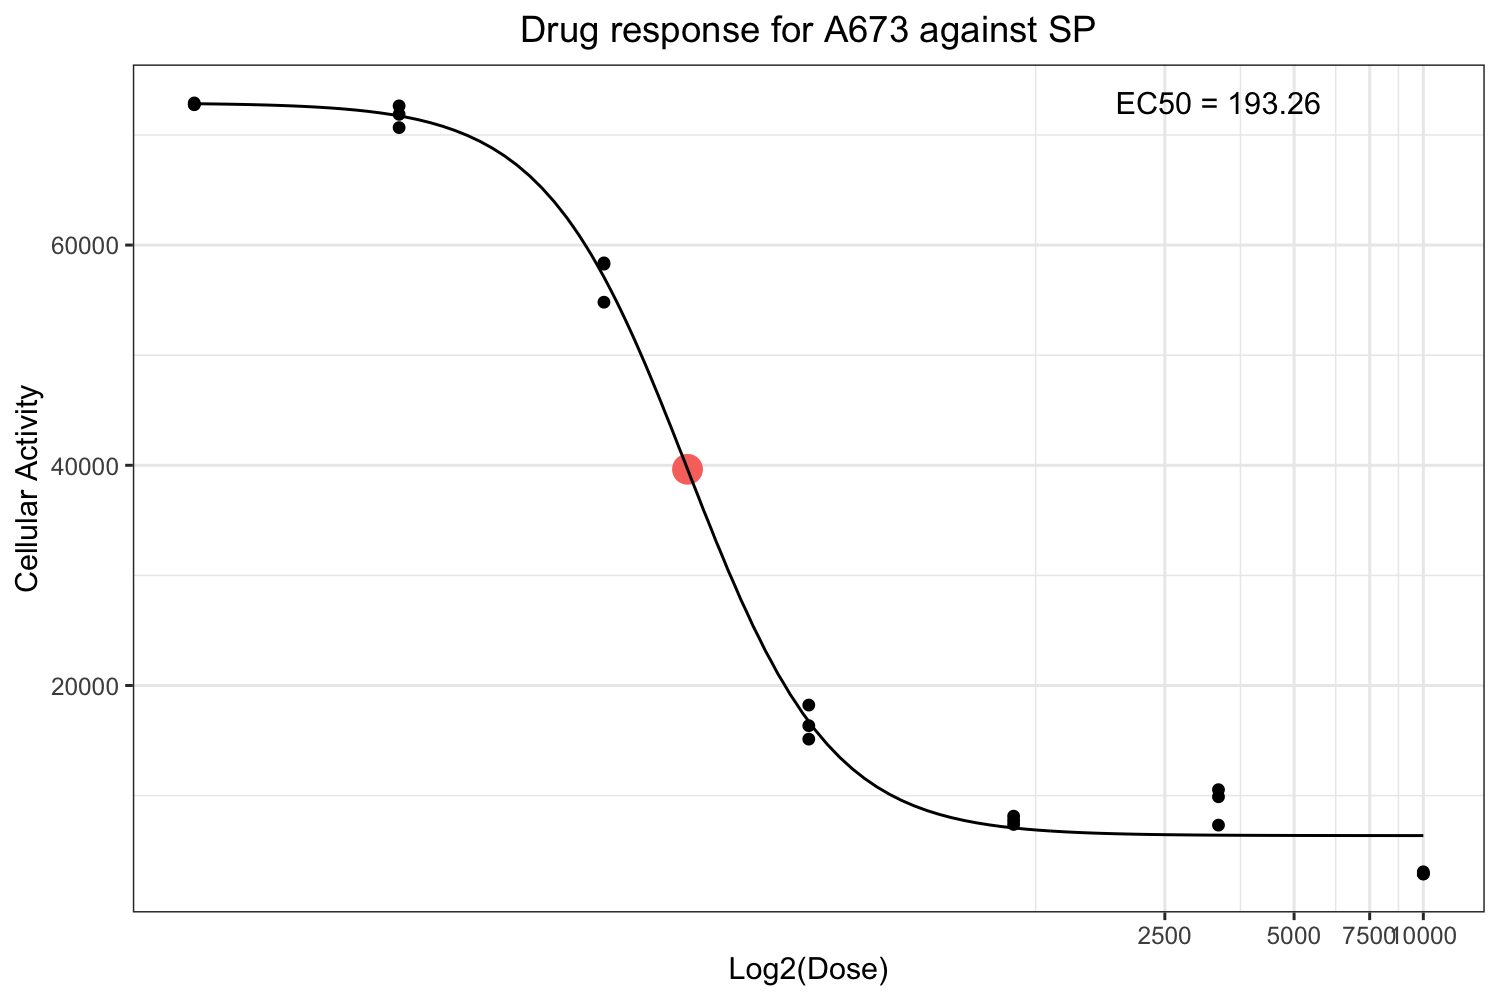 Drug response for A673 against SP
EC50 = 193.26
Cellular Activity
60000
40000
20000
2500 5000 7500 10000
Log2(Dose)